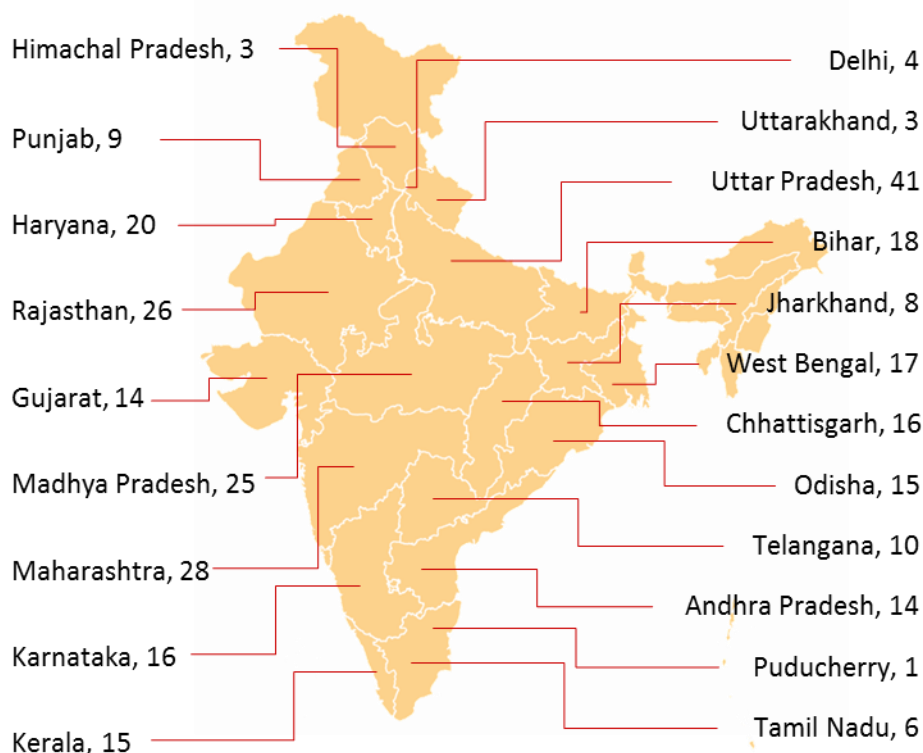 Himachal Pradesh, 3
Punjab, 9
Haryana, 20
Rajasthan, 26
Gujarat, 14
Madhya Pradesh, 25
Maharashtra, 28
Karnataka, 16
Kerala, 15
Delhi, 4
Uttarakhand, 3
Uttar Pradesh, 41
Bihar, 18
Jharkhand, 8
West Bengal, 17
Chhattisgarh, 16
Odisha, 15
Telangana, 10
Andhra Pradesh, 14
Puducherry, 1
Tamil Nadu, 6